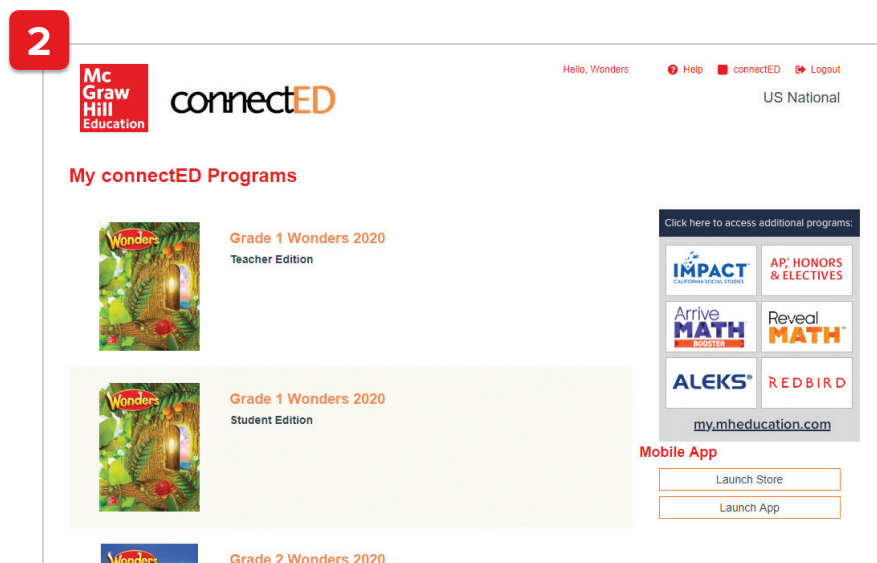 2
Mc
Graw
Hill
Education
connectED
Hello, Wonders
Help connectED Logout
US National
My connectED Programs
Wonders
Grade 1 Wonders 2020
Teacher Edition
Wonders
Grade 1 Wonders 2020
Student Edition
Wonders
Grade 2 Wonders 2020
Click here to access additional programs:
IMPACT
CALIFORNIA SOCIAL STUDIES
AP, HONORS
& ELECTIVES
Arrive
MATH
BOOSTER
Reveal
MATH
ALEKS®
REDBIRD
my.mheducation.com
Mobile App
Launch Store
Launch App